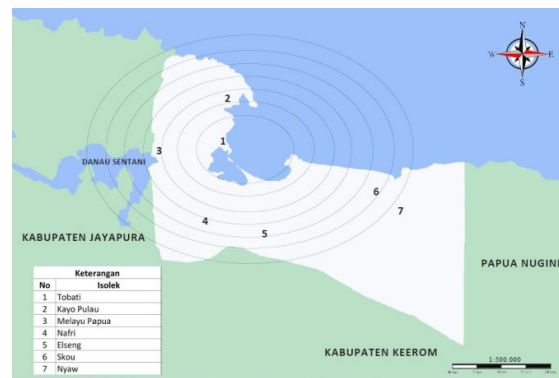 N
W E
S
2
1
3
DANAU SENTANI
6
4
7
5
KABUPATEN JAYAPURA
PAPUA NUGINI
Keterangan
No Isolek
1 Tobati
2 Kayo Pulau
3 Melayu Papua
4 Nafri
5 Elseng
6 Skou
7 Nyaw
KABUPATEN KEEROM
1:500.000